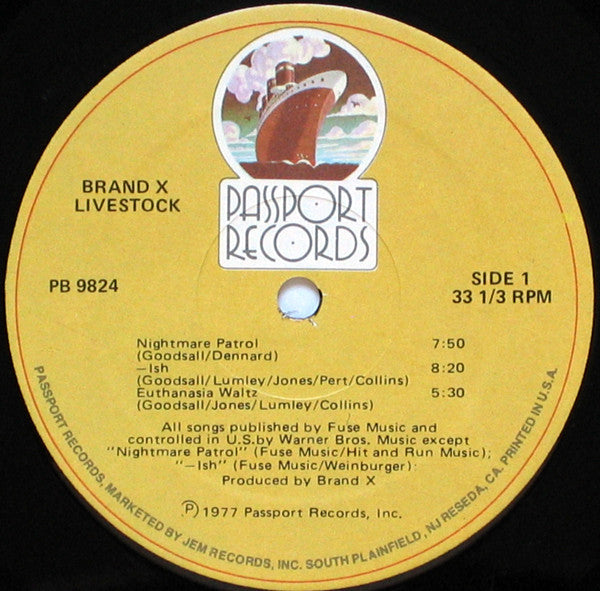 PASSPORT
RECORDS
BRAND X
LIVESTOCK
PB 9824
SIDE 1
33 1/3 RPM
Nightmare Patrol 7:50
(Goodsall/Dennard)
—Ish 8:20
(Goodsall/Lumley/Jones/Pert/Collins)
Euthanasia Waltz 5:30
(Goodsall/Jones/Lumley/Collins)
All songs published by Fuse Music and
controlled in U.S.by Warner Bros. Music except
"Nightmare Patrol" (Fuse Music/Hit and Run Music);
"—Ish" (Fuse Music/Weinburger):
Produced by Brand X
Ⓟ1977 Passport Records, Inc.
PASSPORT RECORDS, MARKETED BY JEM RECORDS, INC. SOUTH PLAINFIELD, NJ RESEDA, CA. PRINTED IN U.S.A.